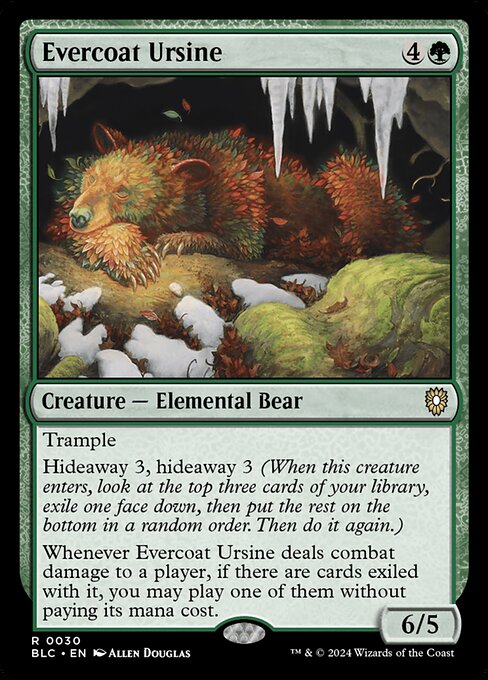 Evercoat Ursine 4
Creature — Elemental Bear
Trample
Hideaway 3, hideaway 3 (When this creature
enters, look at the top three cards of your library,
exile one face down, then put the rest on the
bottom in a random order. Then do it again.)
Whenever Evercoat Ursine deals combat
damage to a player, if there are cards exiled
with it, you may play one of them without
paying its mana cost.
6/5
R 0030
BLC • EN Allen Douglas
™ & © 2024 Wizards of the Coast